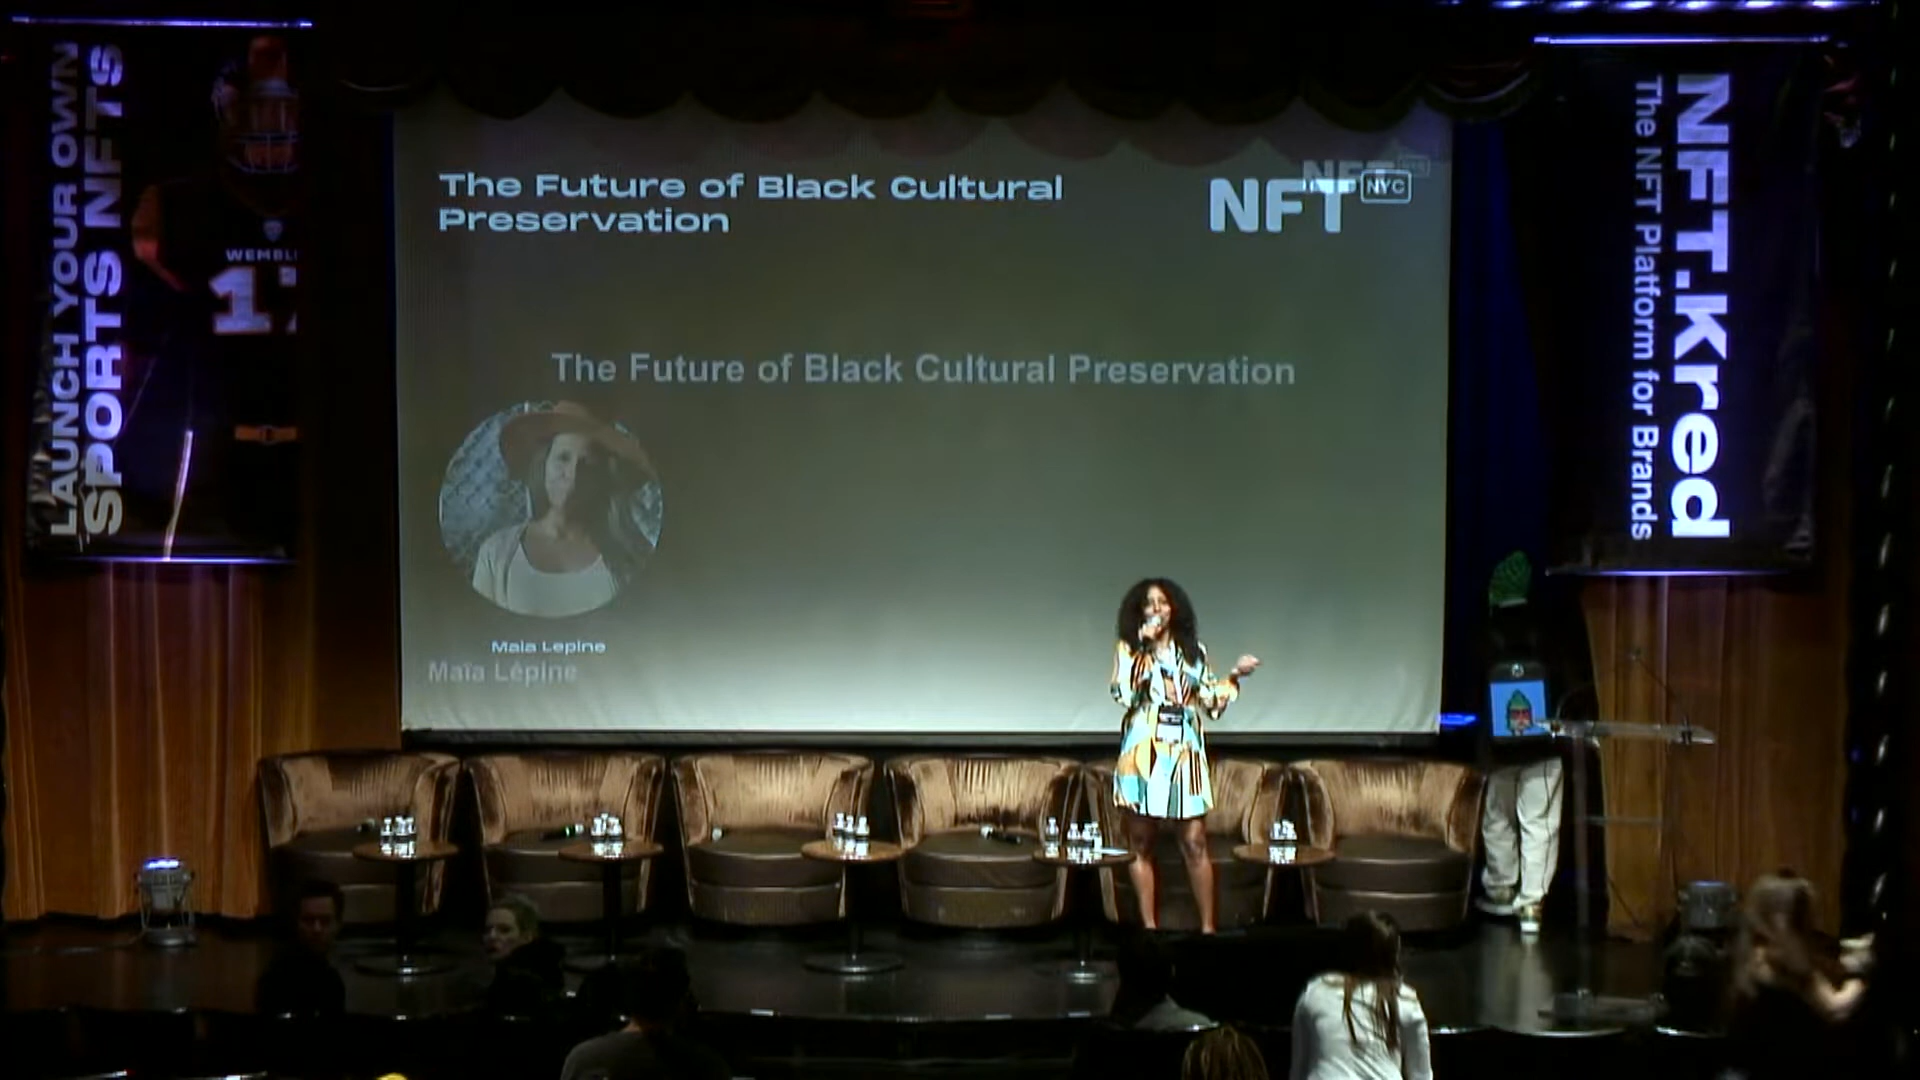 LAUNCH YOUR OWN
SPORTS NFTS
WEMBL
17
The Future of Black Cultural
Preservation
NFT NYC
The Future of Black Cultural Preservation
Maia Lepine
Maïa Lépine
NFT.Kred
The NFT Platform for Brands